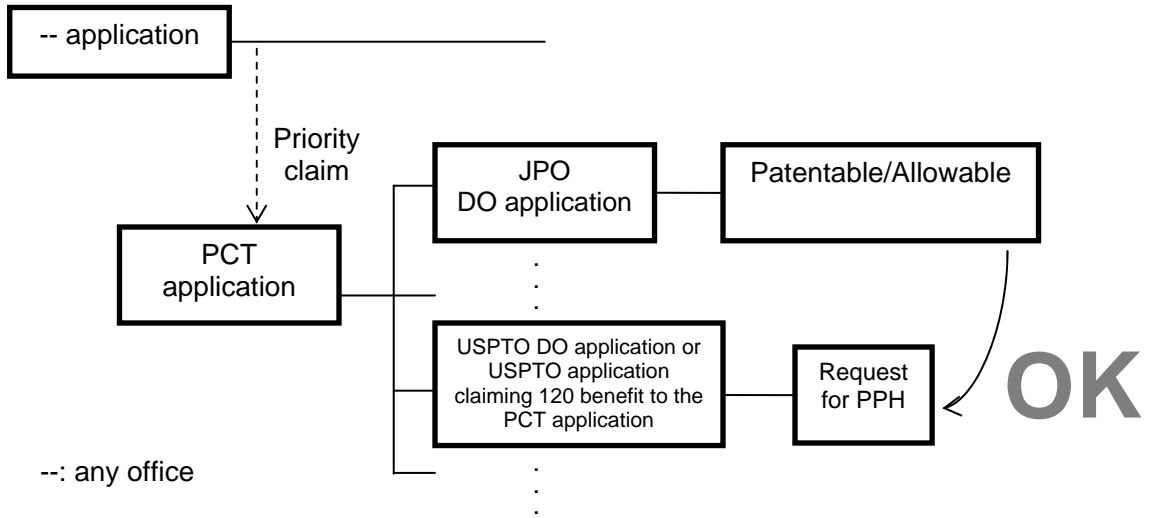 -- application
Priority
claim
PCT
application
JPO
DO application
Patentable/Allowable
.
.
.
USPTO DO application or
USPTO application
claiming 120 benefit to the
PCT application
Request
for PPH
OK
--: any office
.
.
.